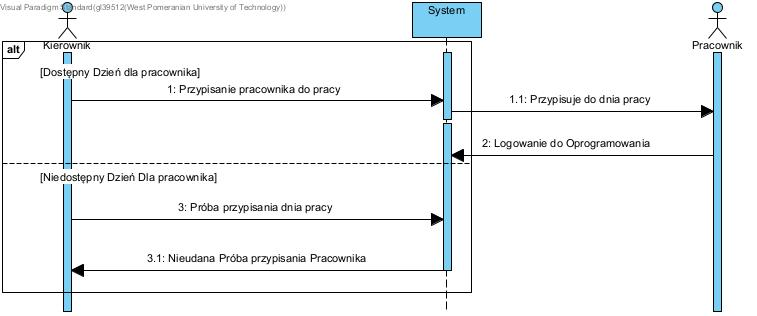 Visual Paradigm Standard(gl39512(West Pomeranian University of Technology))
System
Kierownik
Pracownik
alt
[Dostępny Dzień dla pracownika]
1: Przypisanie pracownika do pracy
1.1: Przypisuje do dnia pracy
2: Logowanie do Oprogramowania
[Niedostępny Dzień Dla pracownika]
3: Próba przypisania dnia pracy
3.1: Nieudana Próba przypisania Pracownika